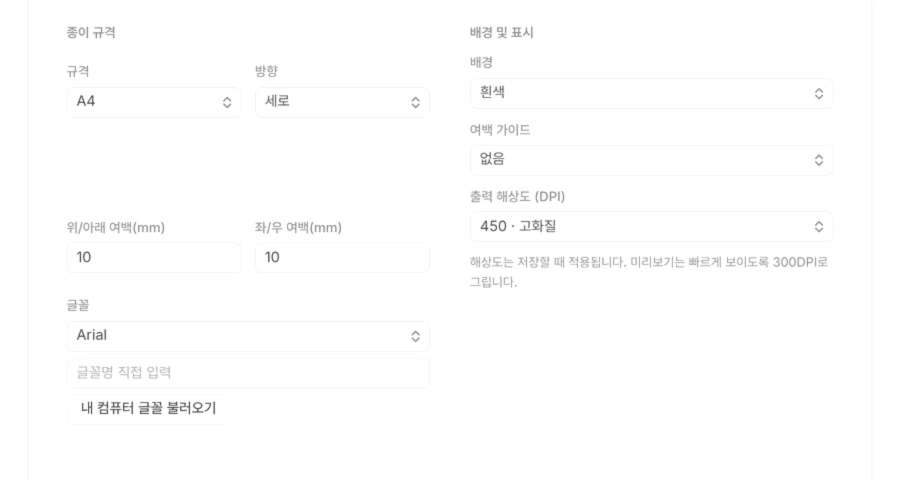 종이 규격
규격
방향
A4
세로
위/아래 여백(mm)
좌/우 여백(mm)
10
10
글꼴
Arial
글꼴명 직접 입력
내 컴퓨터 글꼴 불러오기
배경 및 표시
배경
흰색
여백 가이드
없음
출력 해상도 (DPI)
450 · 고화질
해상도는 저장할 때 적용됩니다. 미리보기는 빠르게 보이도록 300DPI로
그립니다.